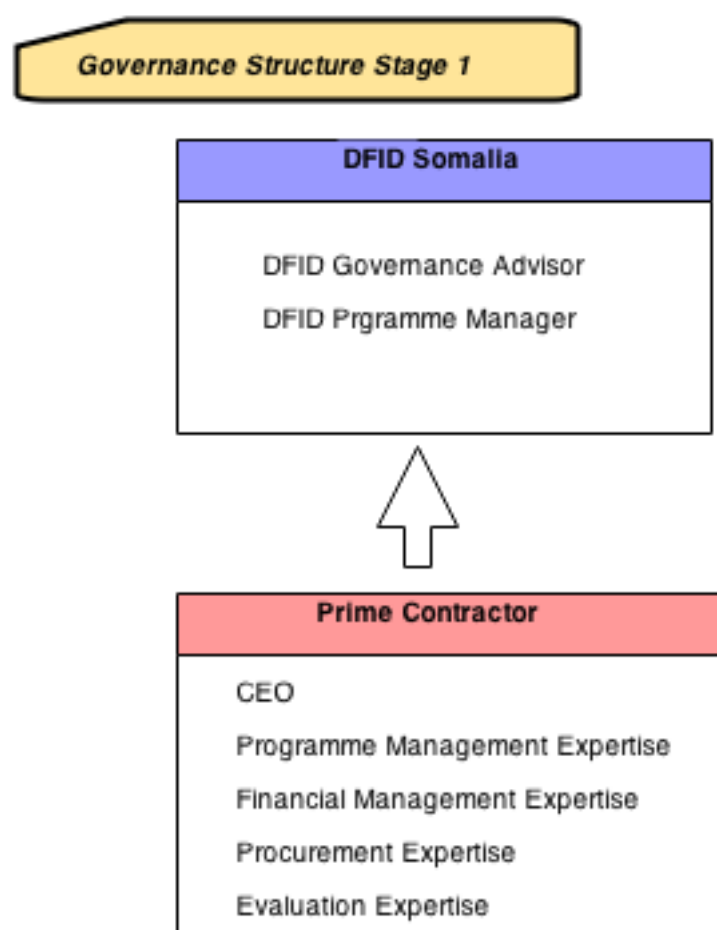 Governance Structure Stage 1
DFID Somalia
DFID Governance Advisor
DFID Prgramme Manager
Prime Contractor
CEO
Programme Management Expertise
Financial Management Expertise
Procurement Expertise
Evaluation Expertise